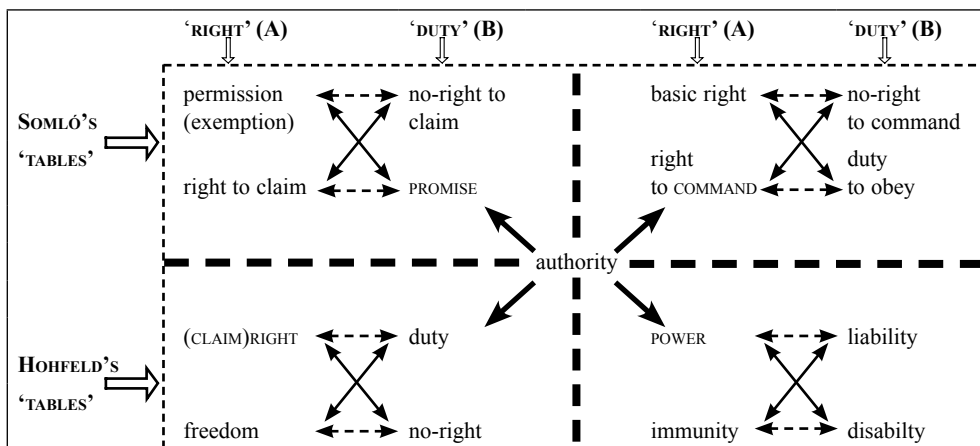 ‘RIGHT’ (A) ‘DUTY’ (B) ‘RIGHT’ (A) ‘DUTY’ (B)
SOMLÓ’S
‘TABLES’
permission
(exemption)
no-right to
claim
right to claim
PROMISE
basic right
no-right
to command
right
to COMMAND
duty
to obey
authority
HOHFELD’S
‘TABLES’
(CLAIM)RIGHT
duty
freedom
no-right
POWER
liability
immunity
disabilty